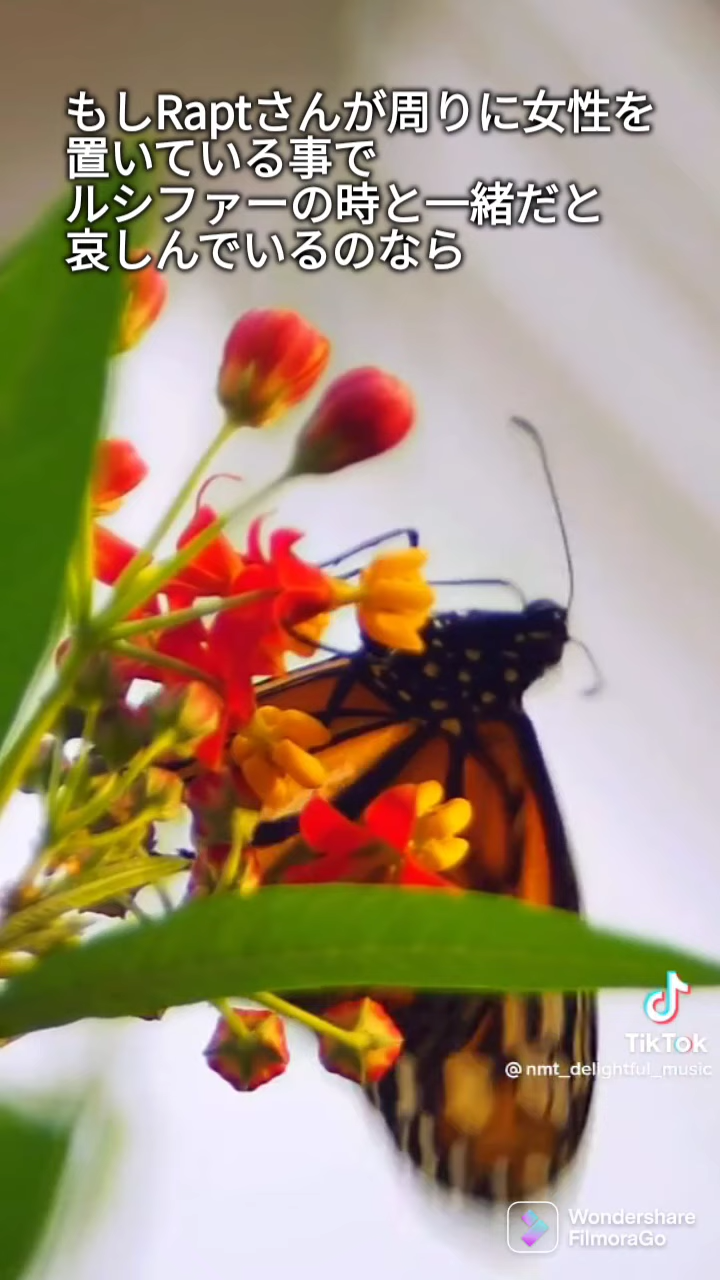 もしRaptさんが周りに女性を
置いている事で
ルシファーの時と一緒だと
哀しんでいるのなら
TikTok
@nmt_delightful_music
Wondershare
FilmoraGo